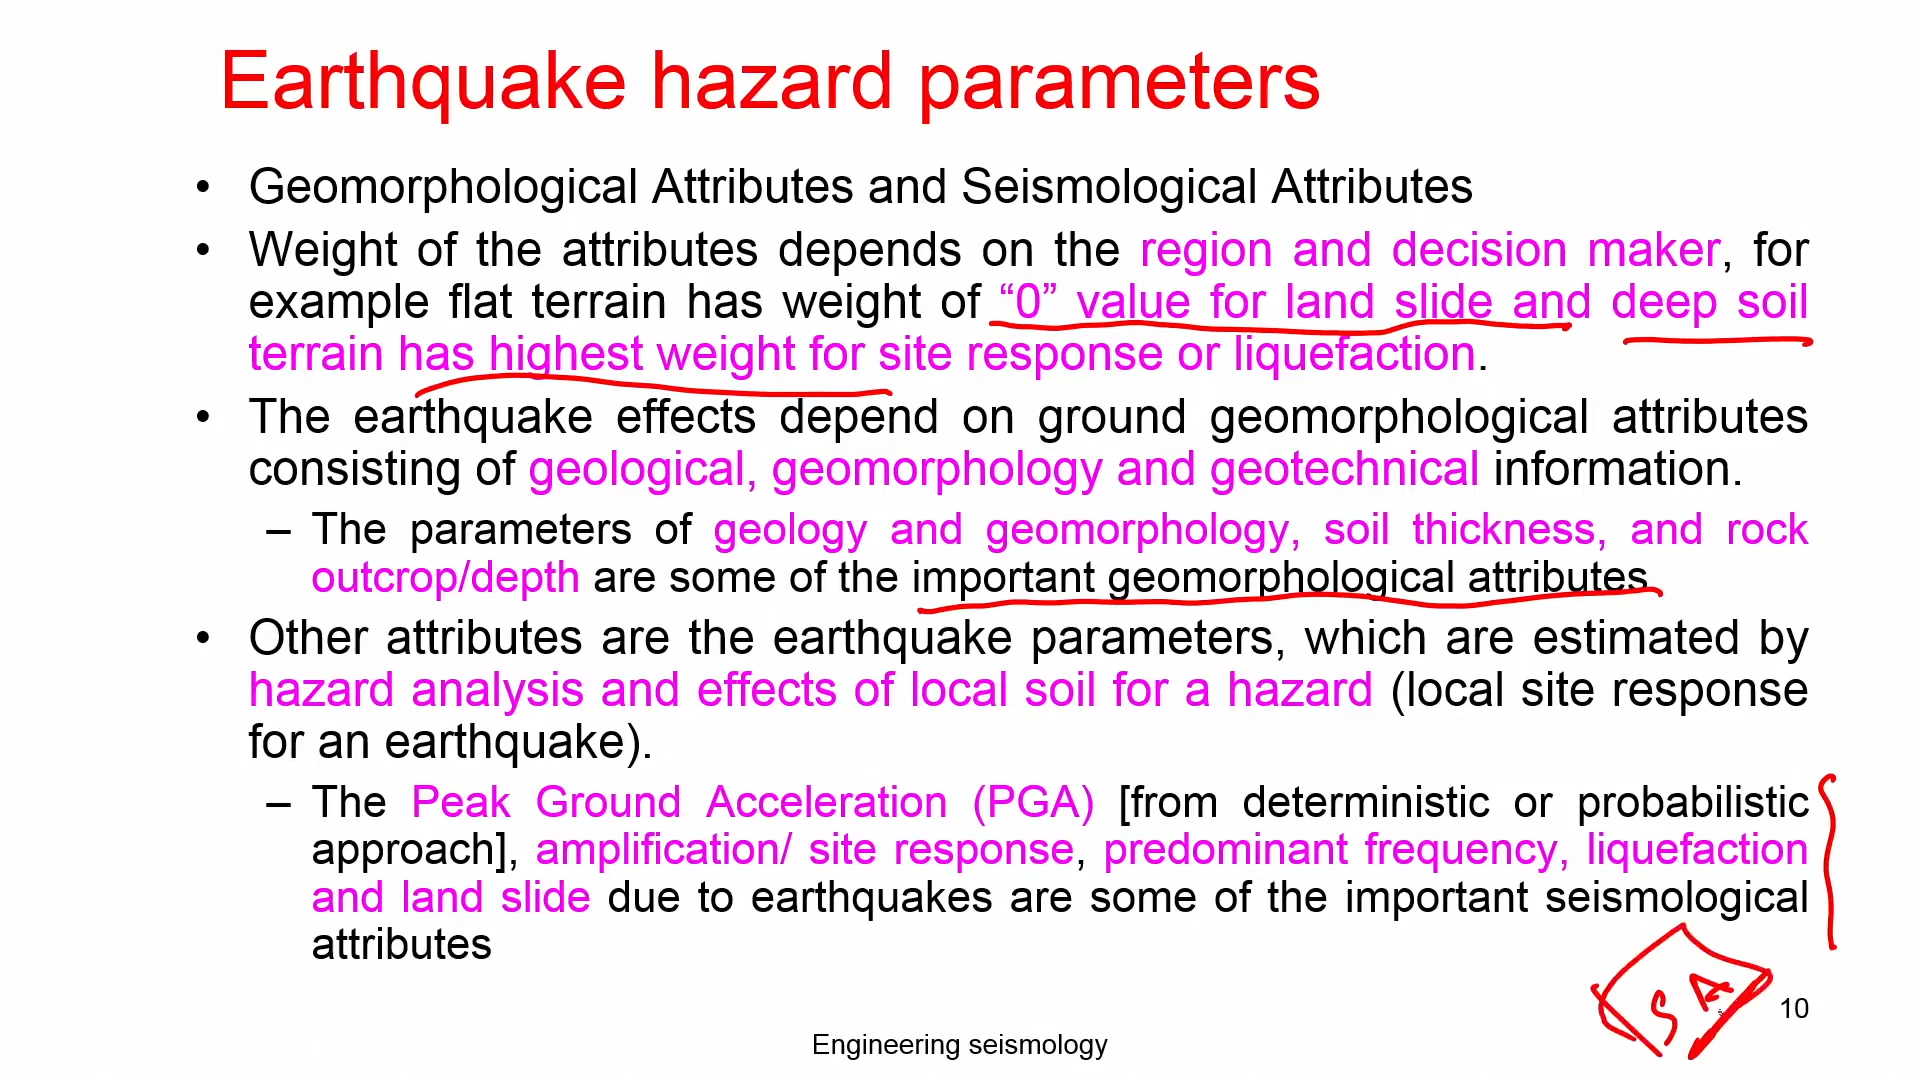 Earthquake hazard parameters
• Geomorphological Attributes and Seismological Attributes
• Weight of the attributes depends on the region and decision maker, for
example flat terrain has weight of “0” value for land slide and deep soil
terrain has highest weight for site response or liquefaction.
• The earthquake effects depend on ground geomorphological attributes
consisting of geological, geomorphology and geotechnical information.
– The parameters of geology and geomorphology, soil thickness, and rock
outcrop/depth are some of the important geomorphological attributes
• Other attributes are the earthquake parameters, which are estimated by
hazard analysis and effects of local soil for a hazard (local site response
for an earthquake).
– The Peak Ground Acceleration (PGA) [from deterministic or probabilistic
approach], amplification/ site response, predominant frequency, liquefaction
and land slide due to earthquakes are some of the important seismological
attributes
SA
10
Engineering seismology